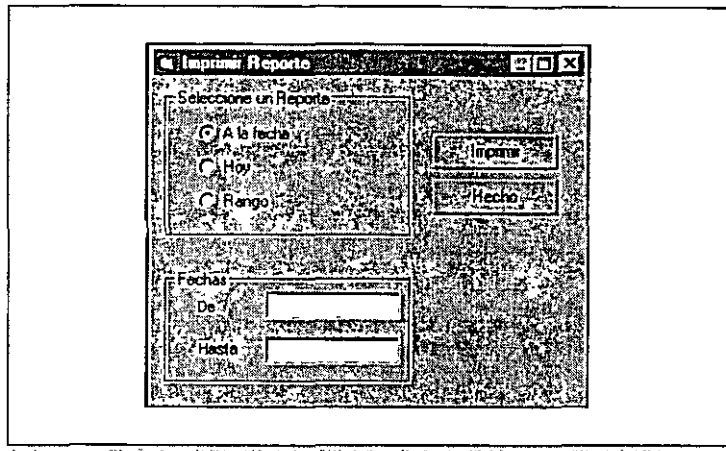 Imprimir Reporte
Seleccione un Reporte
A la fecha
Hoy
Rango
Imprimir
Hecho
Fechas
De
Hasta